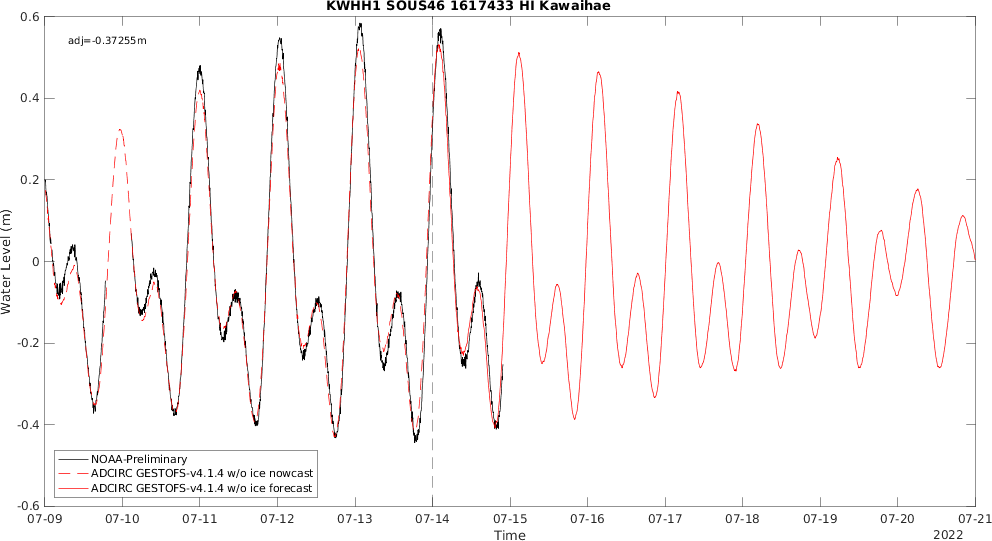 KWHH1 SOUS46 1617433 HI Kawaihae
adj=-0.37255m
0.6
0.4
0.2
0
-0.2
-0.4
-0.6
Water Level (m)
NOAA-Preliminary
ADCIRC GESTOFS-v4.1.4 w/o ice nowcast
ADCIRC GESTOFS-v4.1.4 w/o ice forecast
07-09 07-10 07-11 07-12 07-13 07-14 07-15 07-16 07-17 07-18 07-19 07-20 07-21
Time
2022